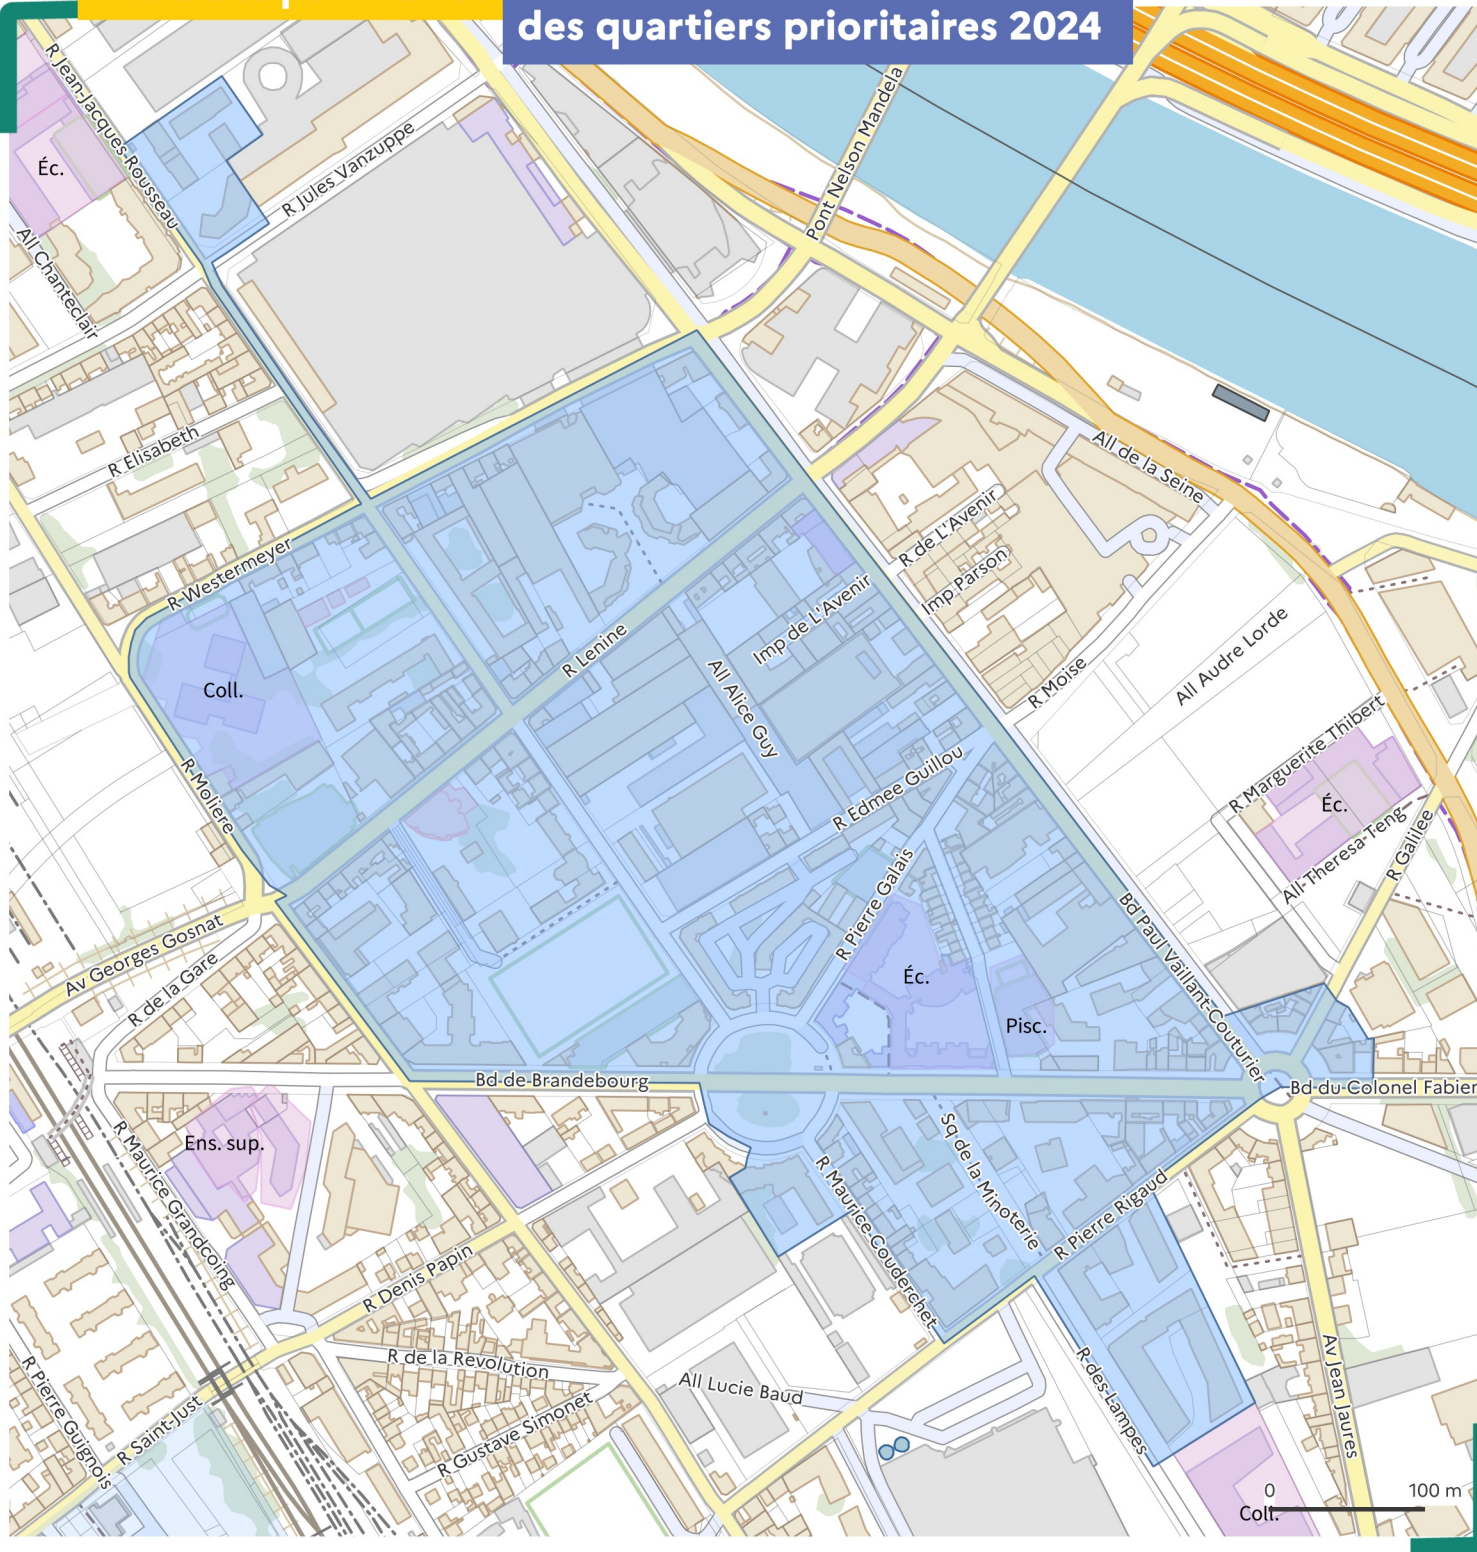 des quartiers prioritaires 2024
R Jean-Jacques Rousseau
Éc.
R Jules Vanzuppe
All Chanteclair
R Elisabeth
Pont Nelson Mandela
All de la Seine
R de L'Avenir
Imp Parson
Imp de L'Avenir
R Westermeyer
Coll.
R Lenine
All Alice Guy
R Moise
All Audre Lorde
R Marguerite Thibert
Éc.
All Theresa Teng
R Galilee
R Moliere
R Edmee Guillou
R Pierre Galais
Éc.
Pisc.
Bd Paul Vaillant-Couturier
Av Georges Gosnat
R de la Gare
Bd de Brandebourg
Bd du Colonel Fabien
Ens. sup.
R Maurice Grandcoing
R Maurice Couderchet
Sq de la Minoterie
R Pierre Rigaud
R Denis Papin
R de la Revolution
R Gustave Simonet
All Lucie Baud
R des Lampes
Av Jean Jaures
R Pierre Guignois
R Saint-Just
Coll.
0 100 m